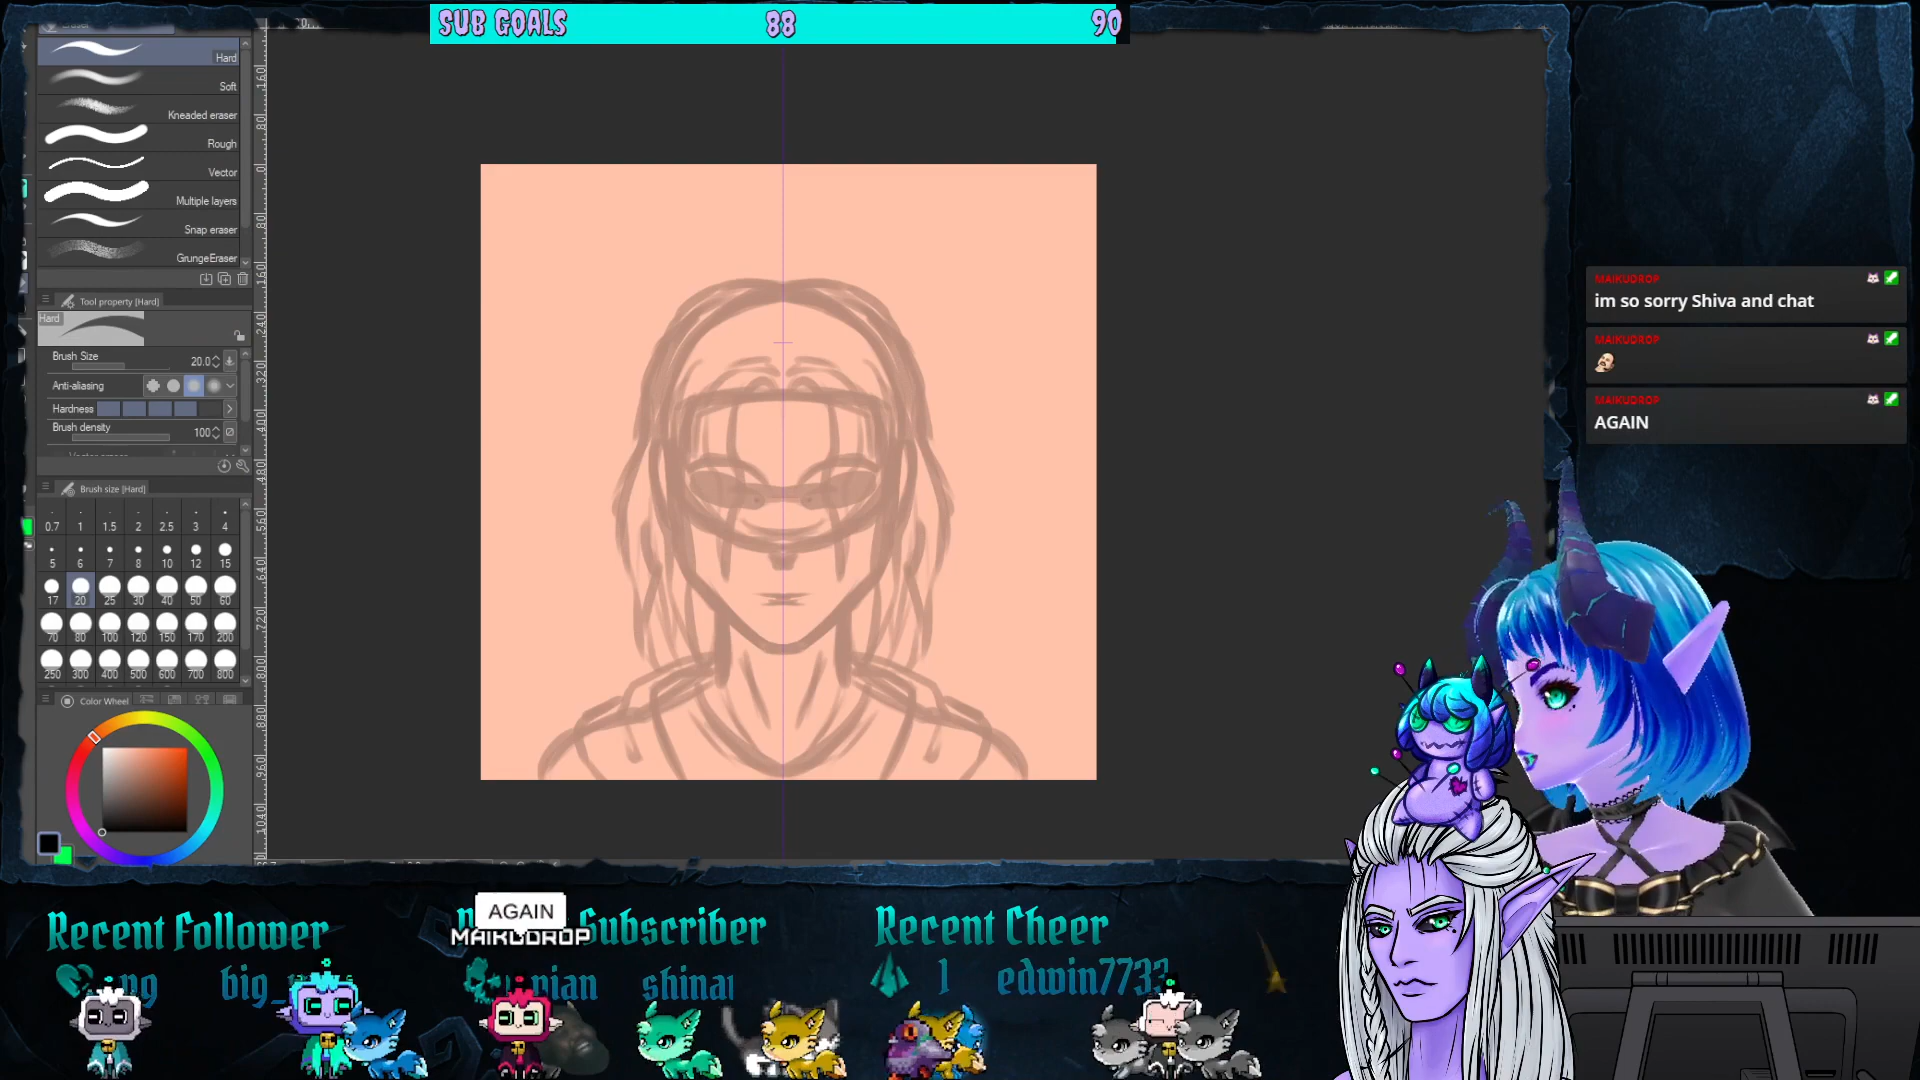 SUB GOALS 88 90
Hard
Soft
Kneaded eraser
Rough
Vector
Multiple layers
Snap eraser
GrungeEraser
Tool property [Hard]
Hard
Brush Size 20.0
Anti-aliasing
Hardness
Brush density 100
Brush size [Hard]
0.7 1 1.5 2 2.5 3 4
5 6 7 8 10 12 15
17 20 25 30 40 50 60
70 80 100 120 150 170 200
250 300 400 500 600 700 800
Color Wheel
MAIKUDROP
im so sorry Shiva and chat
MAIKUDROP
MAIKUDROP
AGAIN
AGAIN
MAIKUDROP
Recent Follower
Subscriber
Recent Cheer
big_
1 edwin773